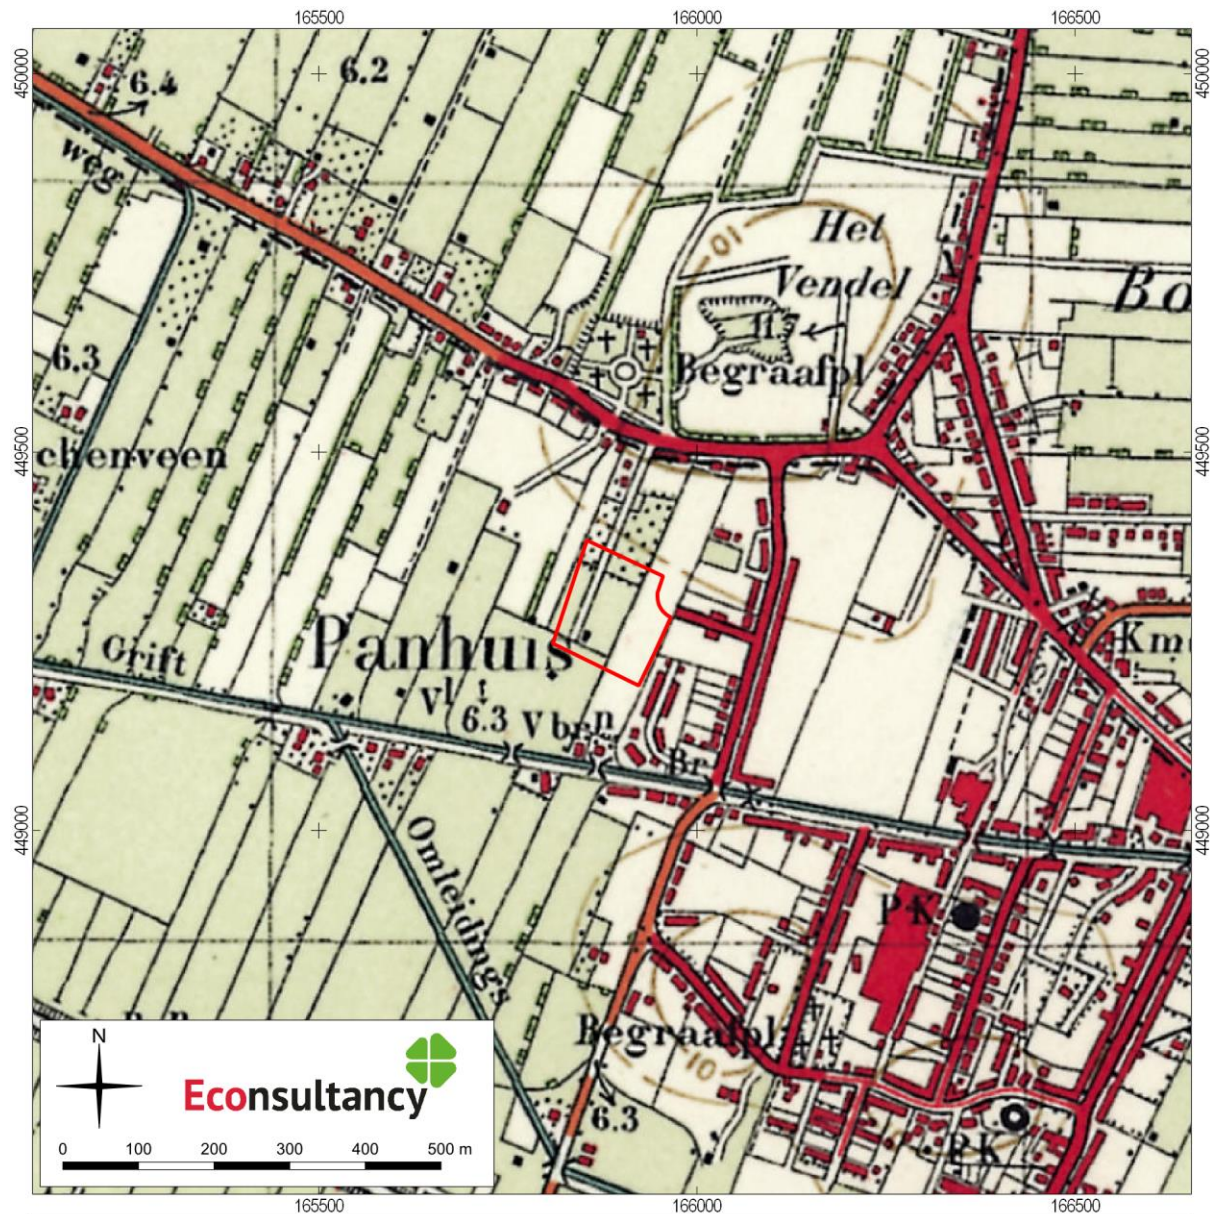 165500 166000 166500
450000 450000
6.2
6.4
weg
Het
10
Vendel
Bo
11.
6.3
Begraafpl
449500 449500
chenveen
Panhuis
Grift
Km
Vl
6.3 Vbrn
Br
449000 449000
Omleidings
PK
Begraafpl
10
N
Econsultancy
6.3
0 100 200 300 400 500 m
PK
165500 166000 166500